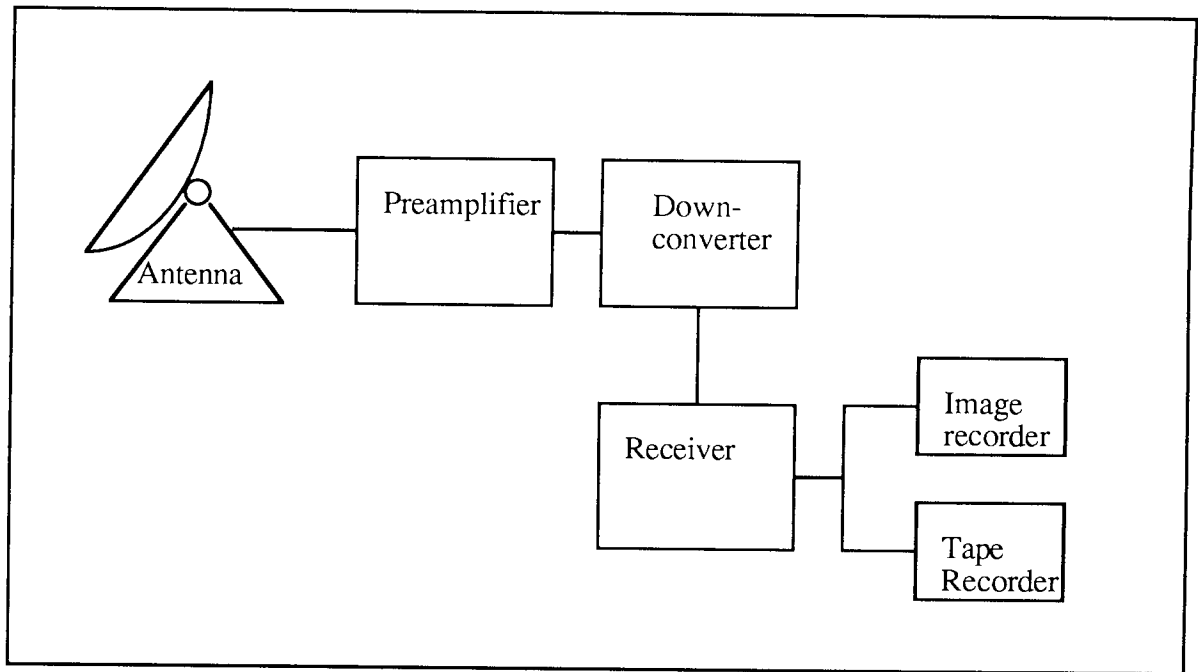 Antenna
Preamplifier
Down-
converter
Receiver
Image
recorder
Tape
Recorder